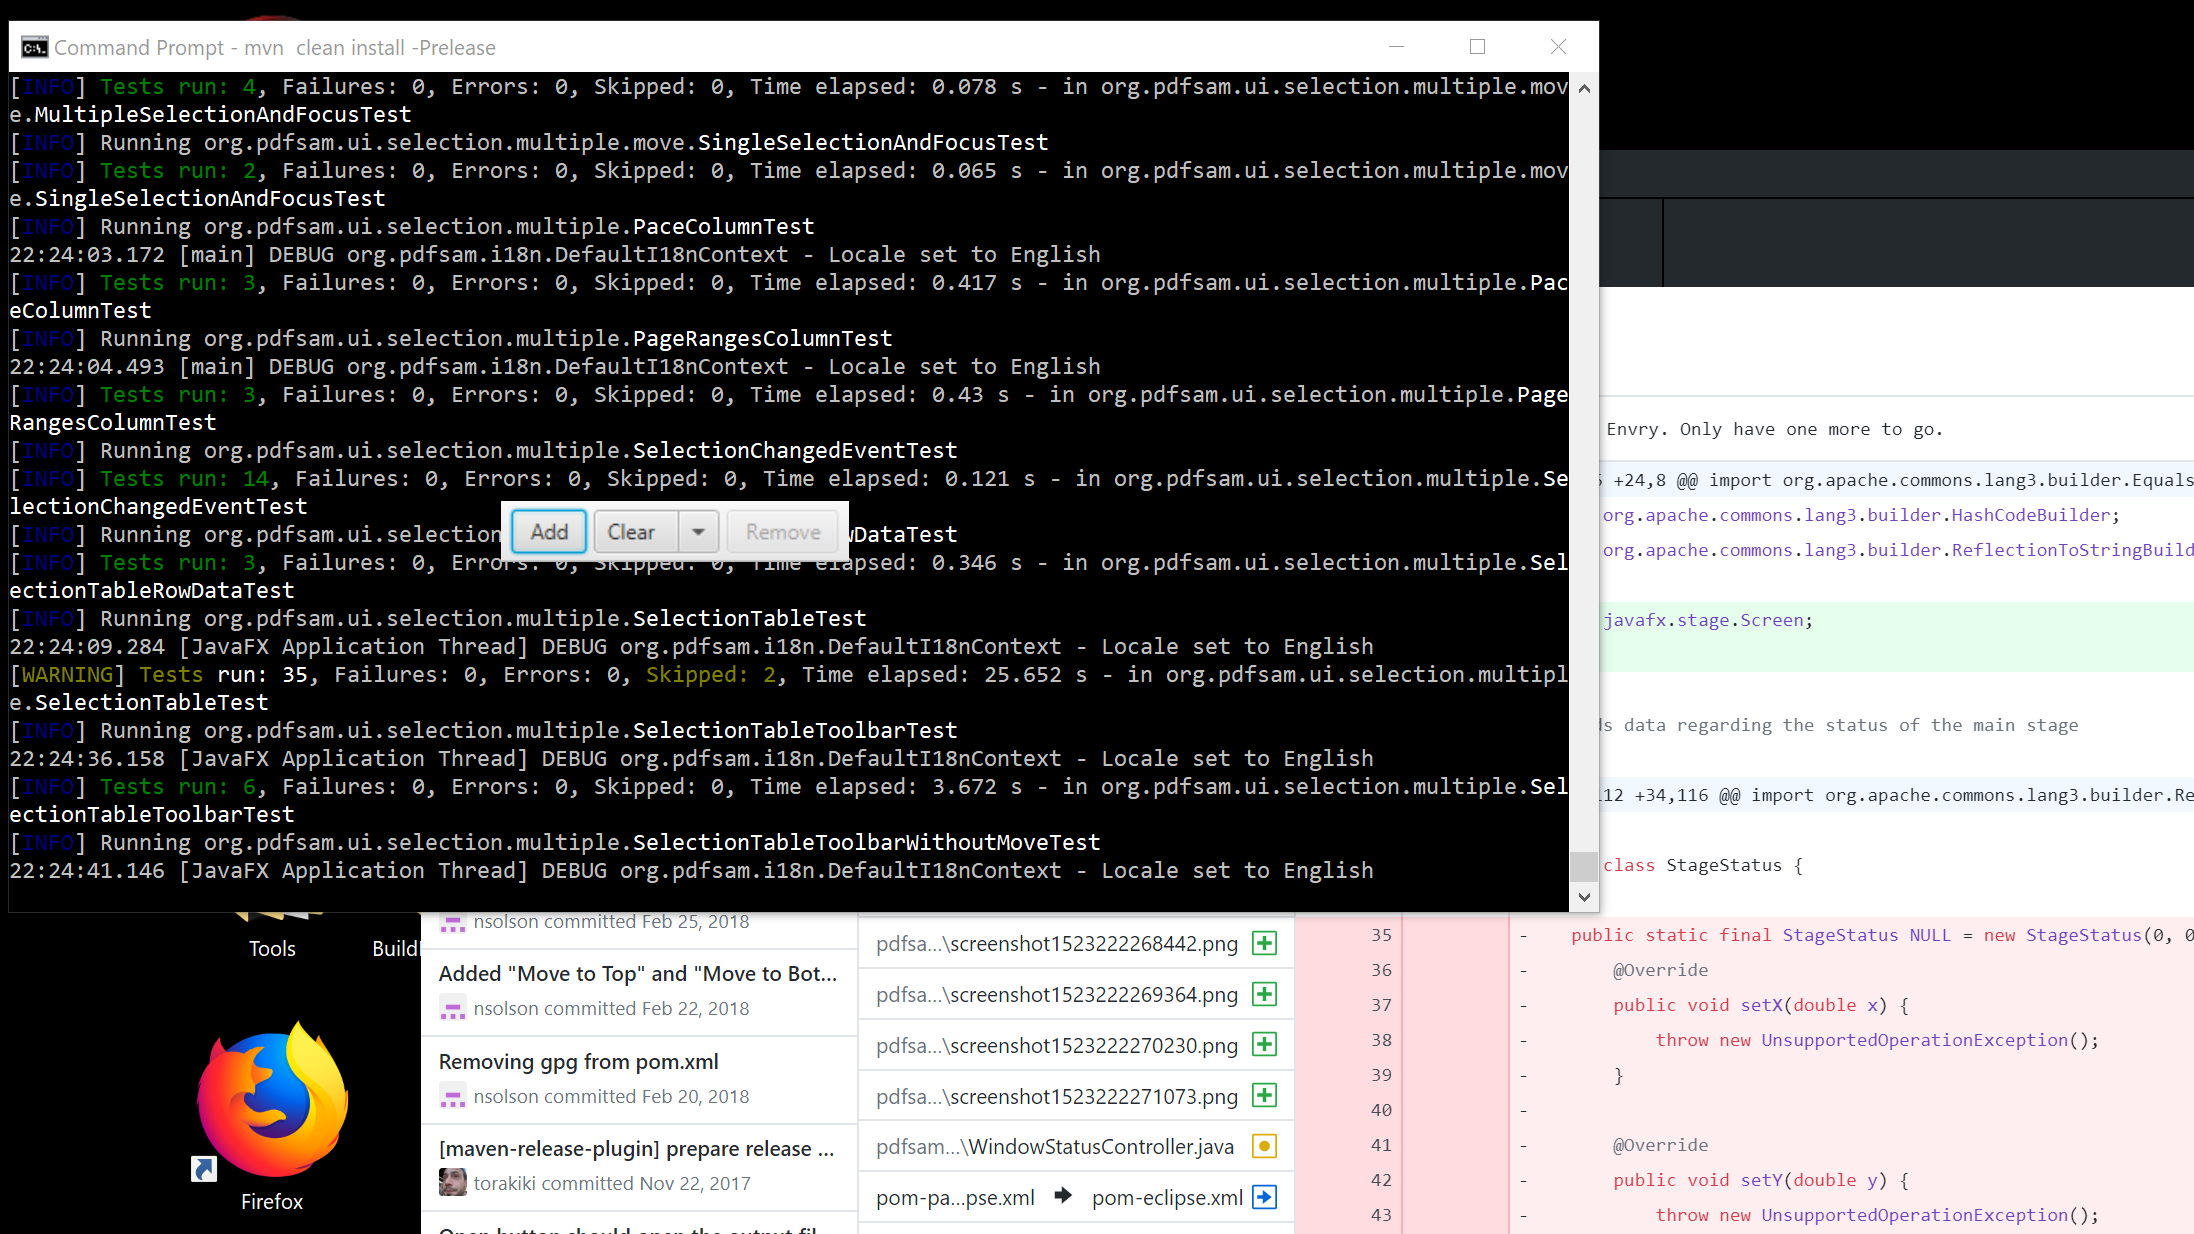 Command Prompt - mvn  clean install -Prelease
[INFO] Tests run: 4, Failures: 0, Errors: 0, Skipped: 0, Time elapsed: 0.078 s - in org.pdfsam.ui.selection.multiple.mov
e.MultipleSelectionAndFocusTest
[INFO] Running org.pdfsam.ui.selection.multiple.move.SingleSelectionAndFocusTest
[INFO] Tests run: 2, Failures: 0, Errors: 0, Skipped: 0, Time elapsed: 0.065 s - in org.pdfsam.ui.selection.multiple.mov
e.SingleSelectionAndFocusTest
[INFO] Running org.pdfsam.ui.selection.multiple.PaceColumnTest
22:24:03.172 [main] DEBUG org.pdfsam.i18n.DefaultI18nContext - Locale set to English
[INFO] Tests run: 3, Failures: 0, Errors: 0, Skipped: 0, Time elapsed: 0.417 s - in org.pdfsam.ui.selection.multiple.Pac
eColumnTest
[INFO] Running org.pdfsam.ui.selection.multiple.PageRangesColumnTest
22:24:04.493 [main] DEBUG org.pdfsam.i18n.DefaultI18nContext - Locale set to English
[INFO] Tests run: 3, Failures: 0, Errors: 0, Skipped: 0, Time elapsed: 0.43 s - in org.pdfsam.ui.selection.multiple.Page
RangesColumnTest
[INFO] Running org.pdfsam.ui.selection.multiple.SelectionChangedEventTest
[INFO] Tests run: 14, Failures: 0, Errors: 0, Skipped: 0, Time elapsed: 0.121 s - in org.pdfsam.ui.selection.multiple.Se
lectionChangedEventTest
[INFO] Running org.pdfsam.ui.selection
wDataTest
Add Clear Remove
[INFO] Tests run: 3, Failures: 0, Errors: 0, Skipped: 0, Time elapsed: 0.346 s - in org.pdfsam.ui.selection.multiple.Sel
ectionTableRowDataTest
[INFO] Running org.pdfsam.ui.selection.multiple.SelectionTableTest
22:24:09.284 [JavaFX Application Thread] DEBUG org.pdfsam.i18n.DefaultI18nContext - Locale set to English
[WARNING] Tests run: 35, Failures: 0, Errors: 0, Skipped: 2, Time elapsed: 25.652 s - in org.pdfsam.ui.selection.multipl
e.SelectionTableTest
[INFO] Running org.pdfsam.ui.selection.multiple.SelectionTableToolbarTest
22:24:36.158 [JavaFX Application Thread] DEBUG org.pdfsam.i18n.DefaultI18nContext - Locale set to English
[INFO] Tests run: 6, Failures: 0, Errors: 0, Skipped: 0, Time elapsed: 3.672 s - in org.pdfsam.ui.selection.multiple.Sel
ectionTableToolbarTest
[INFO] Running org.pdfsam.ui.selection.multiple.SelectionTableToolbarWithoutMoveTest
22:24:41.146 [JavaFX Application Thread] DEBUG org.pdfsam.i18n.DefaultI18nContext - Locale set to English
Tools
Build
Firefox
nsolson committed Feb 25, 2018
Added "Move to Top" and "Move to Bot...
nsolson committed Feb 22, 2018
Removing gpg from pom.xml
nsolson committed Feb 20, 2018
[maven-release-plugin] prepare release ...
torakiki committed Nov 22, 2017
Open button should open the output fil
pdfsa...\screenshot1523222268442.png
pdfsa...\screenshot1523222269364.png
pdfsa...\screenshot1523222270230.png
pdfsa...\screenshot1523222271073.png
pdfsam...\WindowStatusController.java
pom-pa...pse.xml → pom-eclipse.xml
Envry. Only have one more to go.
+24,8 @@ import org.apache.commons.lang3.builder.Equals
org.apache.commons.lang3.builder.HashCodeBuilder;
org.apache.commons.lang3.builder.ReflectionToStringBuild
javafx.stage.Screen;
ds data regarding the status of the main stage
112 +34,116 @@ import org.apache.commons.lang3.builder.Re
class StageStatus {
35 - public static final StageStatus NULL = new StageStatus(0, 0
36 - @Override
37 - public void setX(double x) {
38 - throw new UnsupportedOperationException();
39 - }
40 -
41 - @Override
42 - public void setY(double y) {
43 - throw new UnsupportedOperationException();